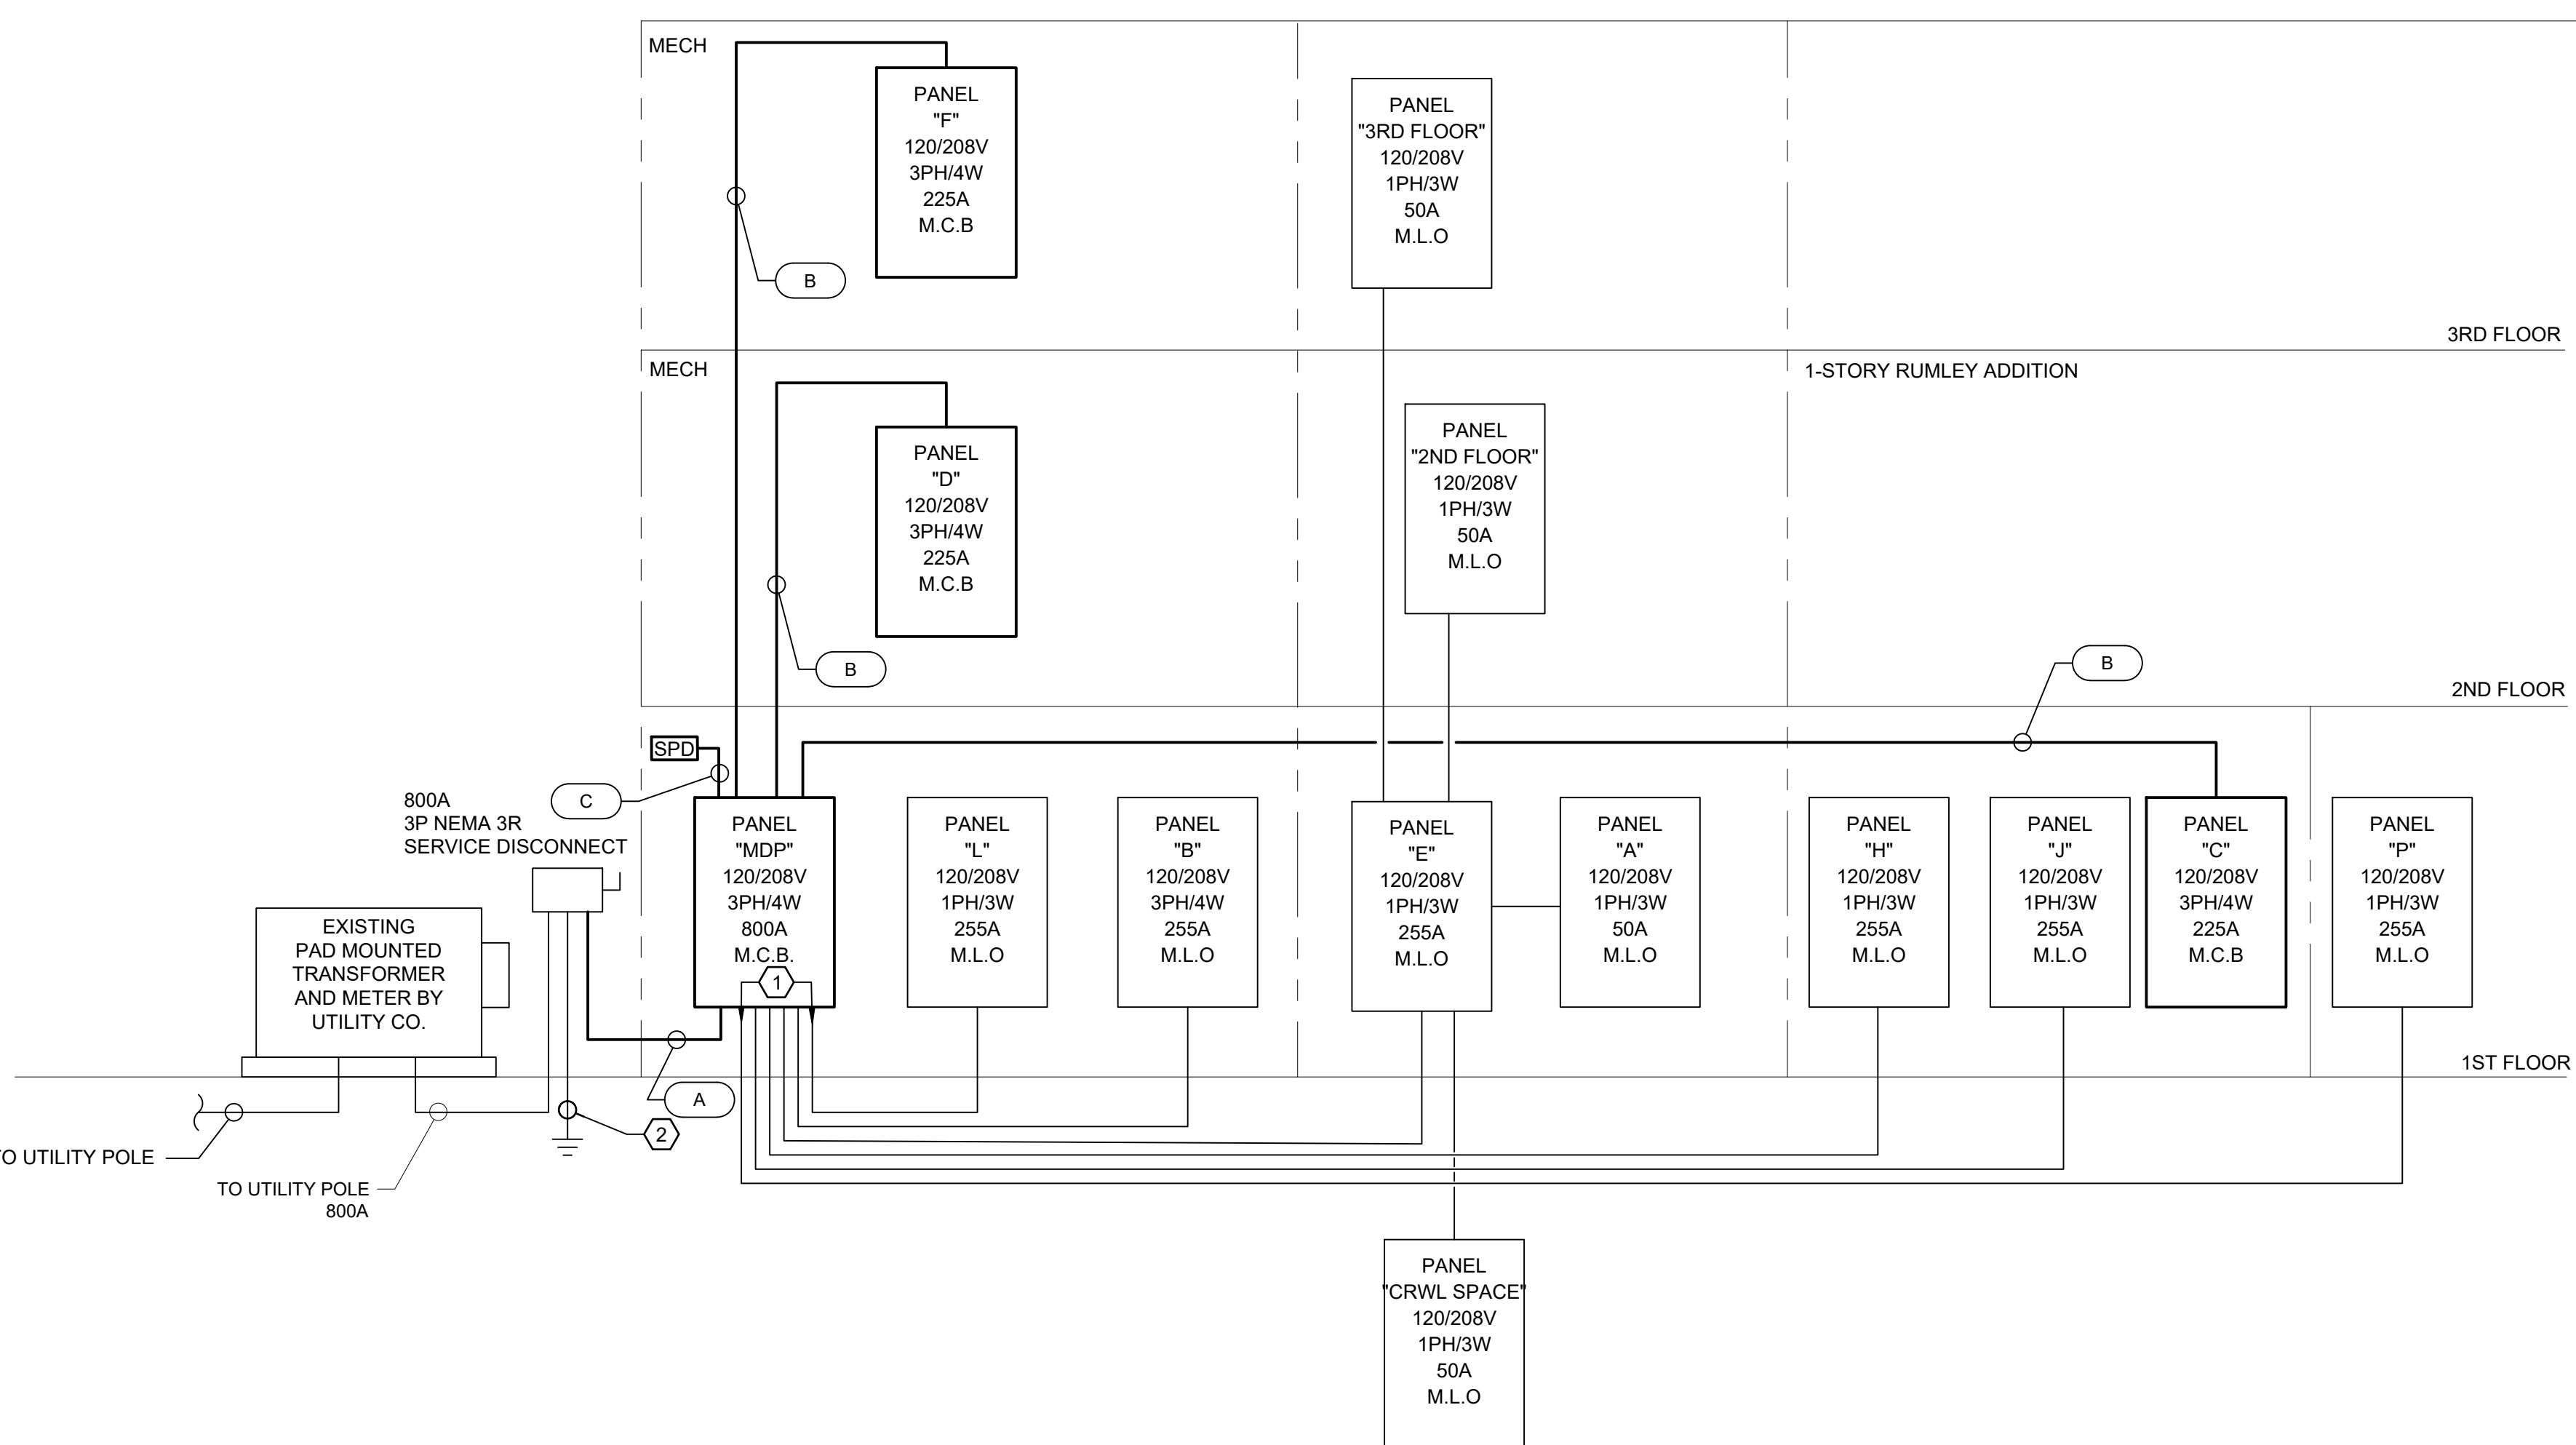 MECH
PANEL
"F"
120/208V
3PH/4W
225A
M.C.B
B
PANEL
"3RD FLOOR"
120/208V
1PH/3W
50A
M.L.O
3RD FLOOR
MECH
PANEL
"D"
120/208V
3PH/4W
225A
M.C.B
B
PANEL
"2ND FLOOR"
120/208V
1PH/3W
50A
M.L.O
1-STORY RUMLEY ADDITION
B
2ND FLOOR
SPD
C
800A
3P NEMA 3R
SERVICE DISCONNECT
EXISTING
PAD MOUNTED
TRANSFORMER
AND METER BY
UTILITY CO.
PANEL
"MDP"
120/208V
3PH/4W
800A
M.C.B.
1
PANEL
"L"
120/208V
1PH/3W
255A
M.L.O
PANEL
"B"
120/208V
3PH/4W
255A
M.L.O
PANEL
"E"
120/208V
1PH/3W
255A
M.L.O
PANEL
"A"
120/208V
1PH/3W
50A
M.L.O
PANEL
"H"
120/208V
1PH/3W
255A
M.L.O
PANEL
"J"
120/208V
1PH/3W
255A
M.L.O
PANEL
"C"
120/208V
3PH/4W
225A
M.C.B
PANEL
"P"
120/208V
1PH/3W
255A
M.L.O
1ST FLOOR
A
2
O UTILITY POLE
TO UTILITY POLE
800A
PANEL
"CRWL SPACE"
120/208V
1PH/3W
50A
M.L.O